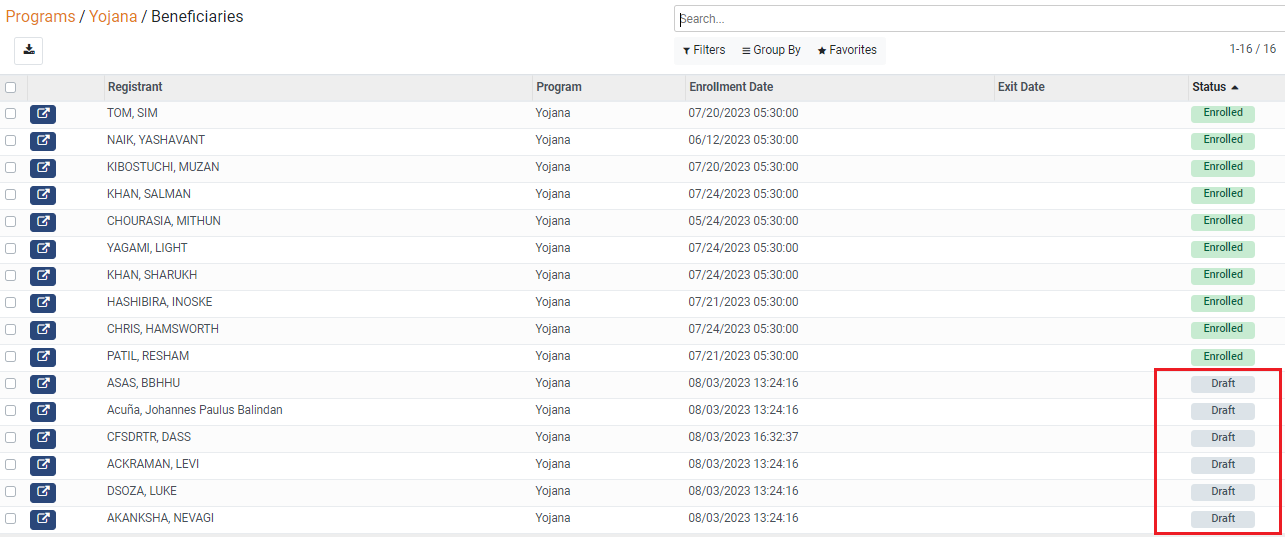 Programs / Yojana / Beneficiaries
Search...
Filters Group By Favorites 1-16 / 16
Registrant Program Enrollment Date Exit Date Status
TOM, SIM Yojana 07/20/2023 05:30:00 Enrolled
NAIK, YASHAVANT Yojana 06/12/2023 05:30:00 Enrolled
KIBOSTUCHI, MUZAN Yojana 07/20/2023 05:30:00 Enrolled
KHAN, SALMAN Yojana 07/24/2023 05:30:00 Enrolled
CHOURASIA, MITHUN Yojana 05/24/2023 05:30:00 Enrolled
YAGAMI, LIGHT Yojana 07/24/2023 05:30:00 Enrolled
KHAN, SHARUKH Yojana 07/24/2023 05:30:00 Enrolled
HASHIBIRA, INOSKE Yojana 07/21/2023 05:30:00 Enrolled
CHRIS, HAMSWORTH Yojana 07/24/2023 05:30:00 Enrolled
PATIL, RESHAM Yojana 07/21/2023 05:30:00 Enrolled
ASAS, BBHHU Yojana 08/03/2023 13:24:16 Draft
Acuña, Johannes Paulus Balindan Yojana 08/03/2023 13:24:16 Draft
CFSDRTR, DASS Yojana 08/03/2023 16:32:37 Draft
ACKRAMAN, LEVI Yojana 08/03/2023 13:24:16 Draft
DSOZA, LUKE Yojana 08/03/2023 13:24:16 Draft
AKANKSHA, NEVAGI Yojana 08/03/2023 13:24:16 Draft